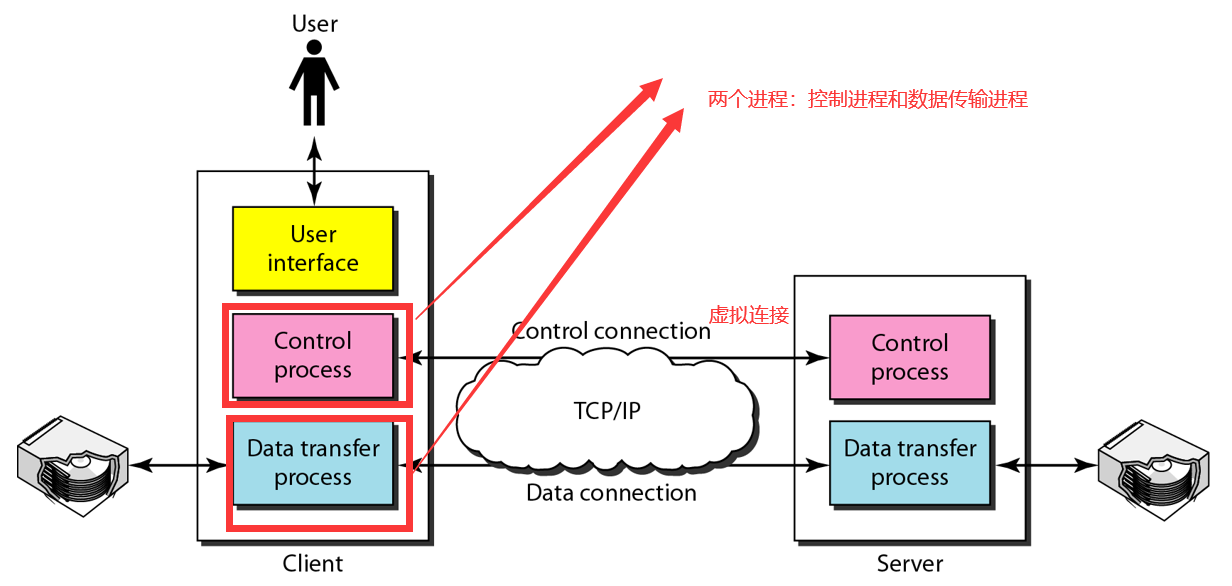 User
两个进程：控制进程和数据传输进程
User
interface
虚拟连接
Control connection
Control
process
Control
process
TCP/IP
Data transfer
process
Data transfer
process
Data connection
Client
Server